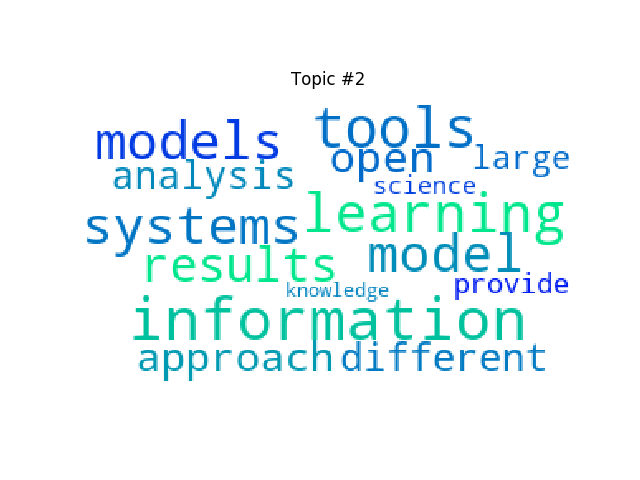 Topic #2
tools
models
open
large
analysis
science
learning
systems
model
results
provide
knowledge
information
approach
different